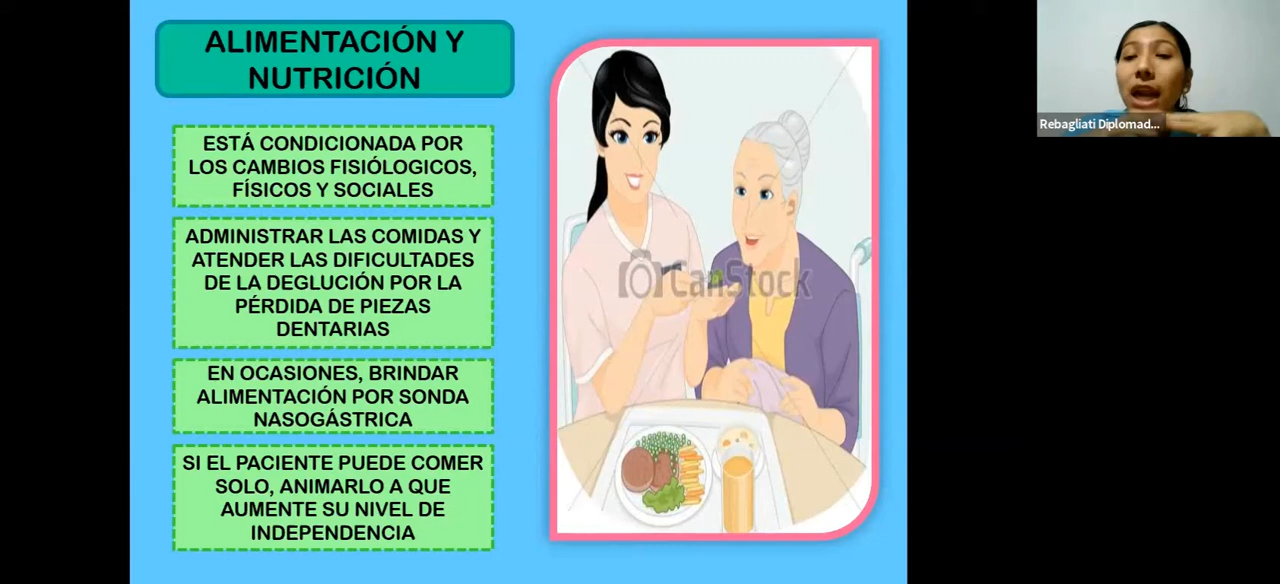 ALIMENTACIÓN Y
NUTRICIÓN
ESTÁ CONDICIONADA POR
LOS CAMBIOS FISIÓLOGICOS,
FÍSICOS Y SOCIALES
ADMINISTRAR LAS COMIDAS Y
ATENDER LAS DIFICULTADES
DE LA DEGLUCIÓN POR LA
PÉRDIDA DE PIEZAS
DENTARIAS
EN OCASIONES, BRINDAR
ALIMENTACIÓN POR SONDA
NASOGÁSTRICA
SI EL PACIENTE PUEDE COMER
SOLO, ANIMARLO A QUE
AUMENTE SU NIVEL DE
INDEPENDENCIA
CanStock
Rebagliati Diplomad...